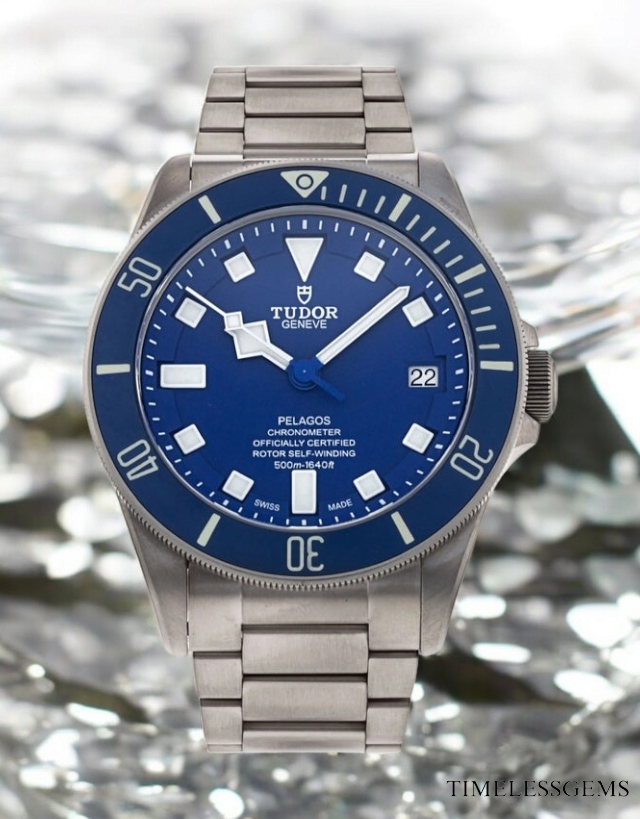 50
TUDOR
GENEVE
22
PELAGOS
CHRONOMETER
OFFICIALLY CERTIFIED
ROTOR SELF-WINDING
500m-1640ft
40
20
SWISS MADE
30
TIMELESSGEMS